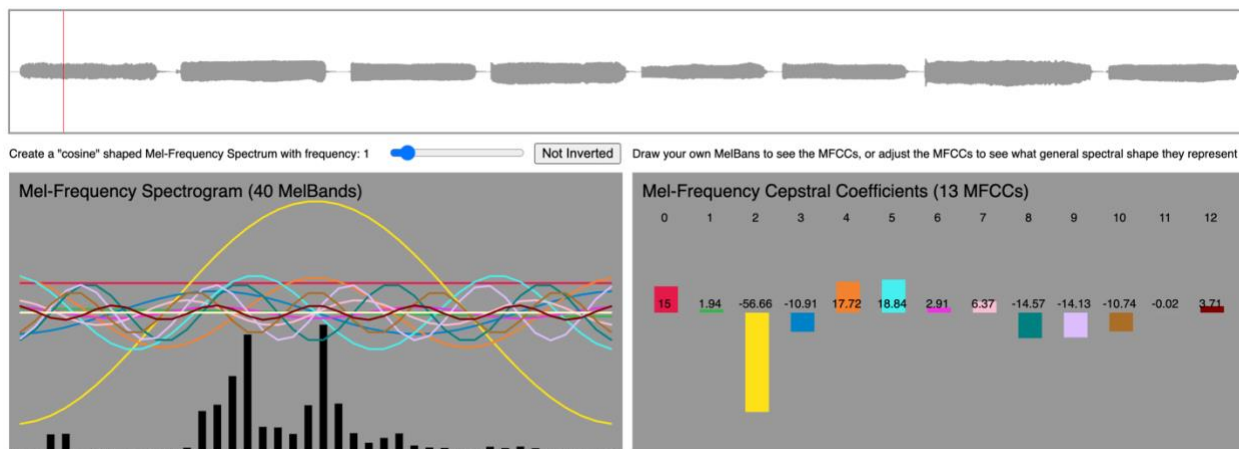 Create a "cosine" shaped Mel-Frequency Spectrum with frequency: 1 Not Inverted Draw your own MelBans to see the MFCCs, or adjust the MFCCs to see what general spectral shape they represent
Mel-Frequency Spectrogram (40 MelBands)
Mel-Frequency Cepstral Coefficients (13 MFCCs)
0 1 2 3 4 5 6 7 8 9 10 11 12
15 1.94 -56.66 -10.91 17.72 18.84 2.91 6.37 -14.57 -14.13 -10.74 -0.02 3.71